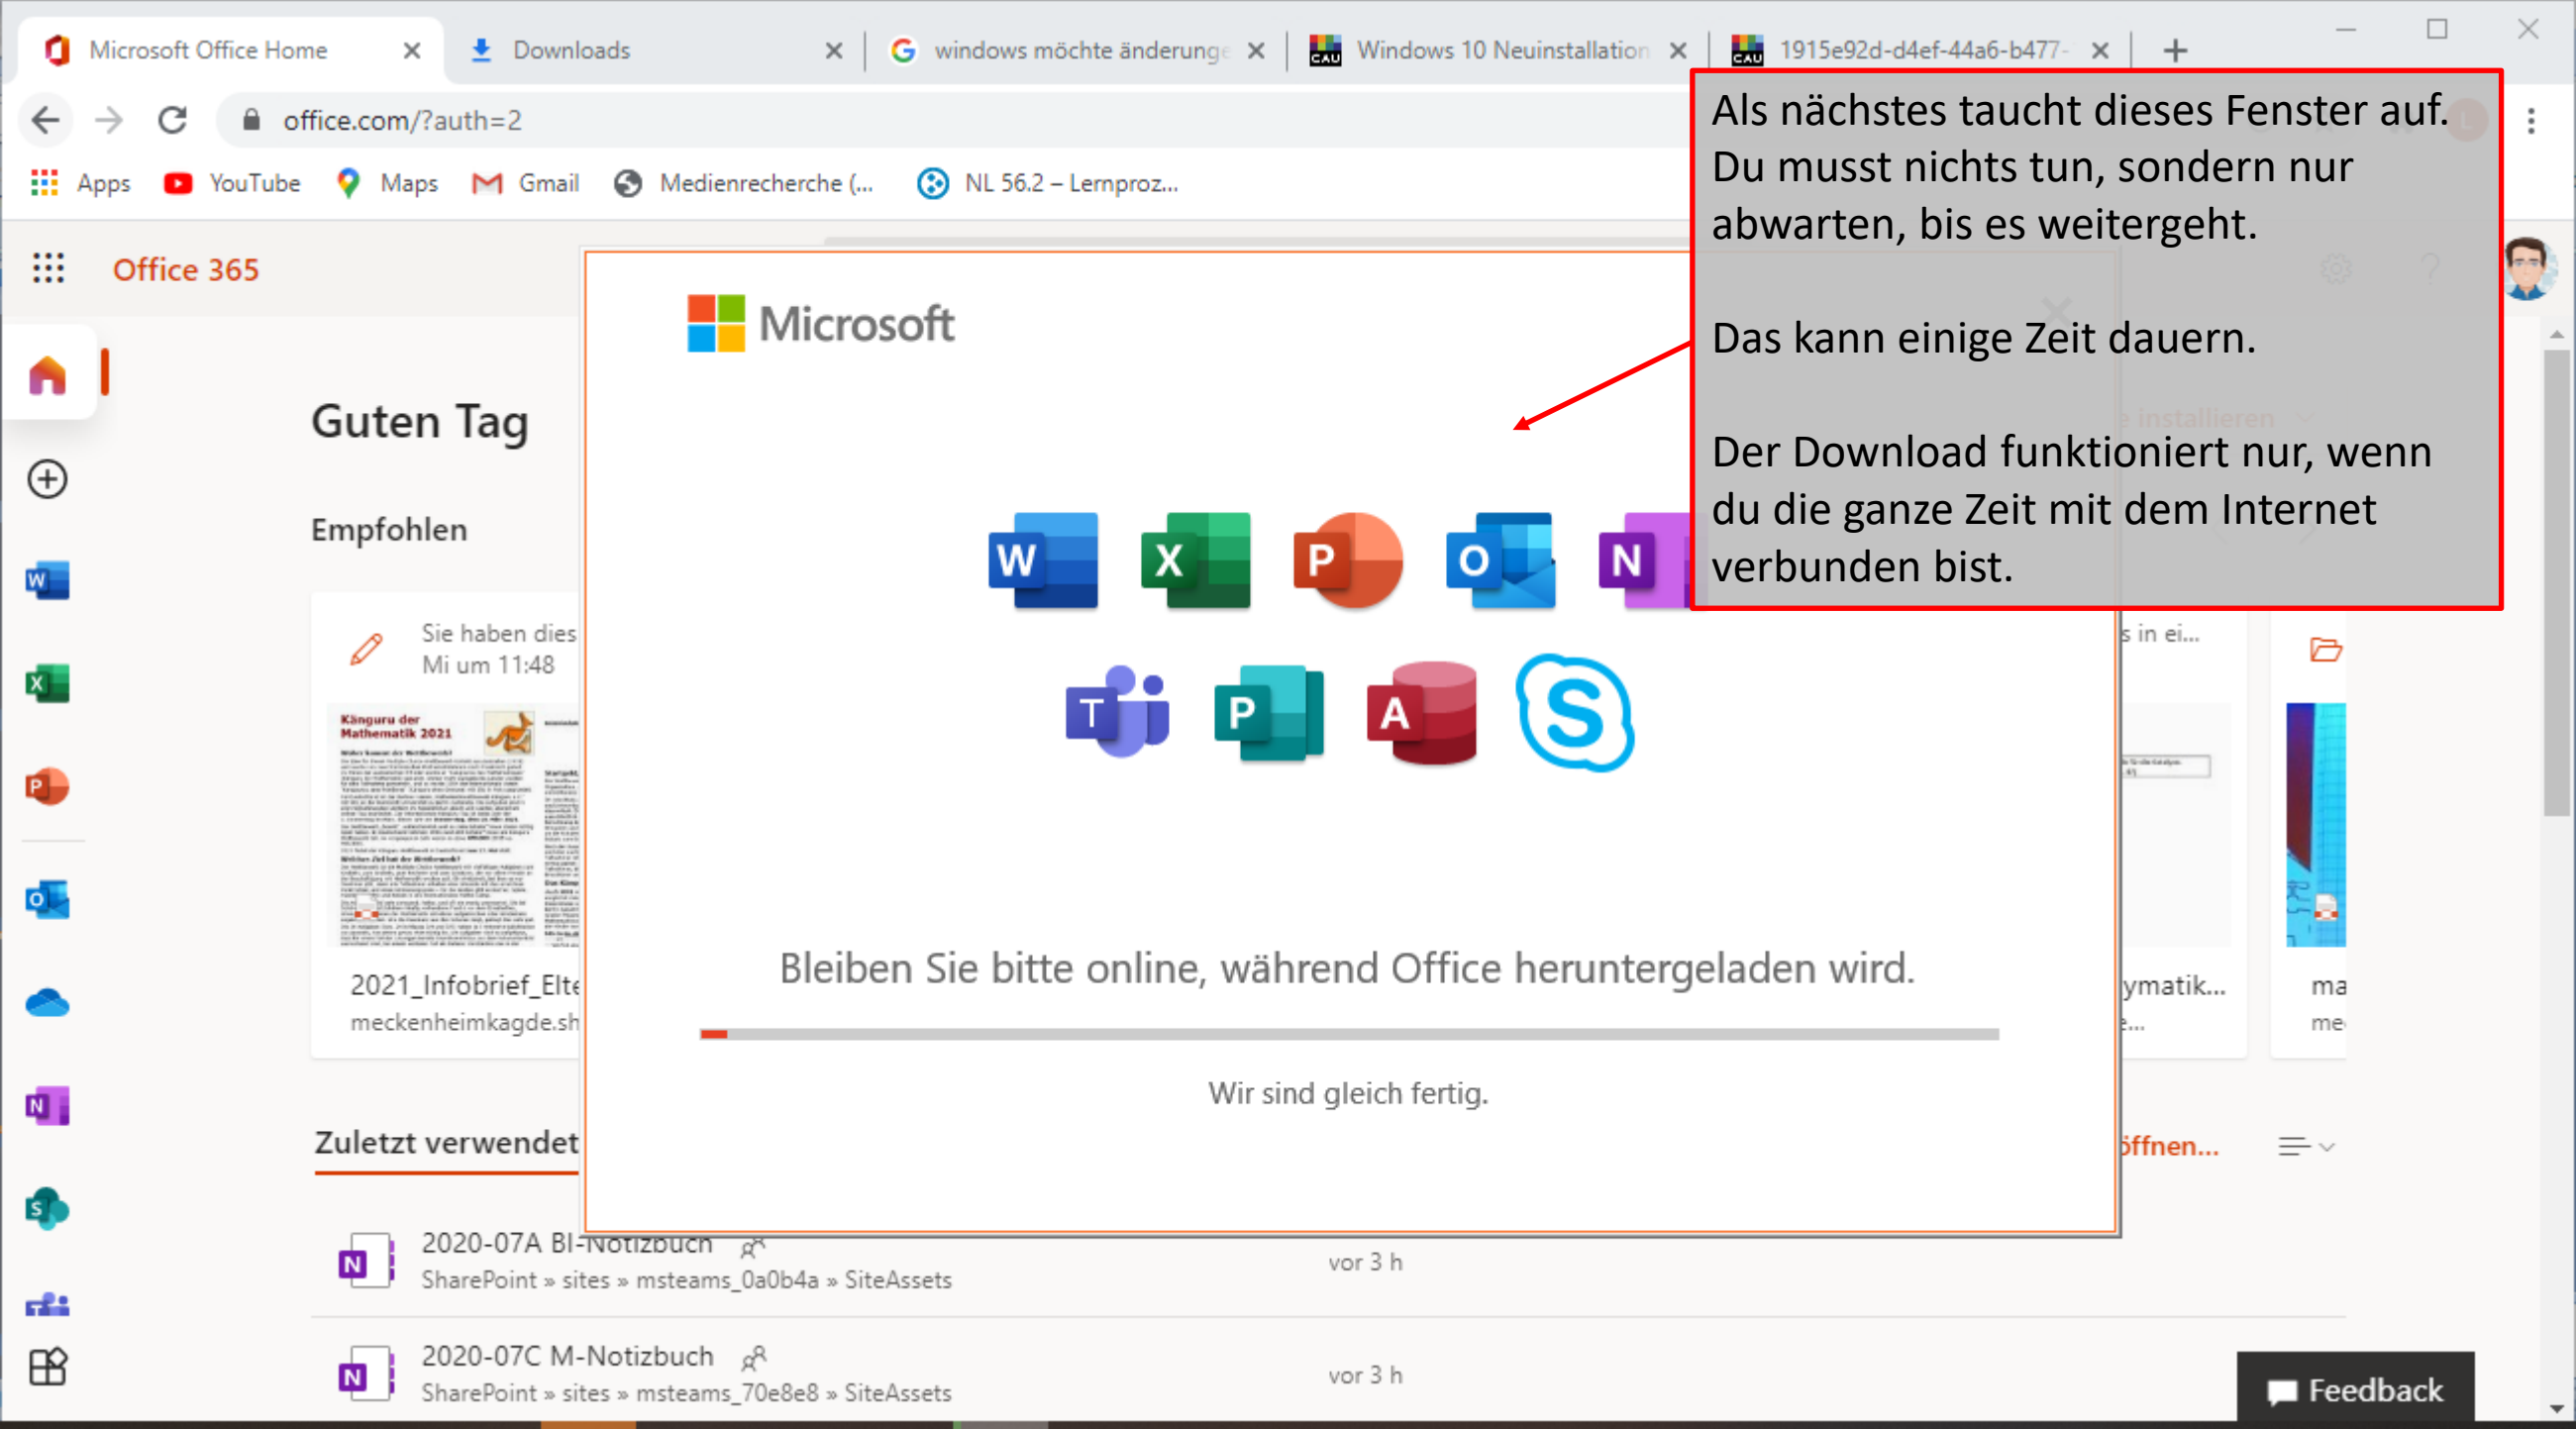 Microsoft Office Home
Downloads
windows möchte änderunge
Windows 10 Neuinstallation
1915e92d-d4ef-44a6-b477-
office.com/?auth=2
Apps
YouTube
Maps
Gmail
Medienrecherche (...
NL 56.2 – Lernproz...
Als nächstes taucht dieses Fenster auf.
Du musst nichts tun, sondern nur
abwarten, bis es weitergeht.
Das kann einige Zeit dauern.
Der Download funktioniert nur, wenn
du die ganze Zeit mit dem Internet
verbunden bist.
Office 365
Microsoft
Guten Tag
e installieren
Empfohlen
Sie haben dies
Mi um 11:48
s in ei...
Känguru der
Mathematik 2021
2021_Infobrief_Elte
meckenheimkagde.sh
ymatik...
e...
ma
me
Bleiben Sie bitte online, während Office heruntergeladen wird.
Wir sind gleich fertig.
Zuletzt verwendet
öffnen...
2020-07A BI-Notizbuch
SharePoint » sites » msteams_0a0b4a » SiteAssets
vor 3 h
2020-07C M-Notizbuch
SharePoint » sites » msteams_70e8e8 » SiteAssets
vor 3 h
Feedback